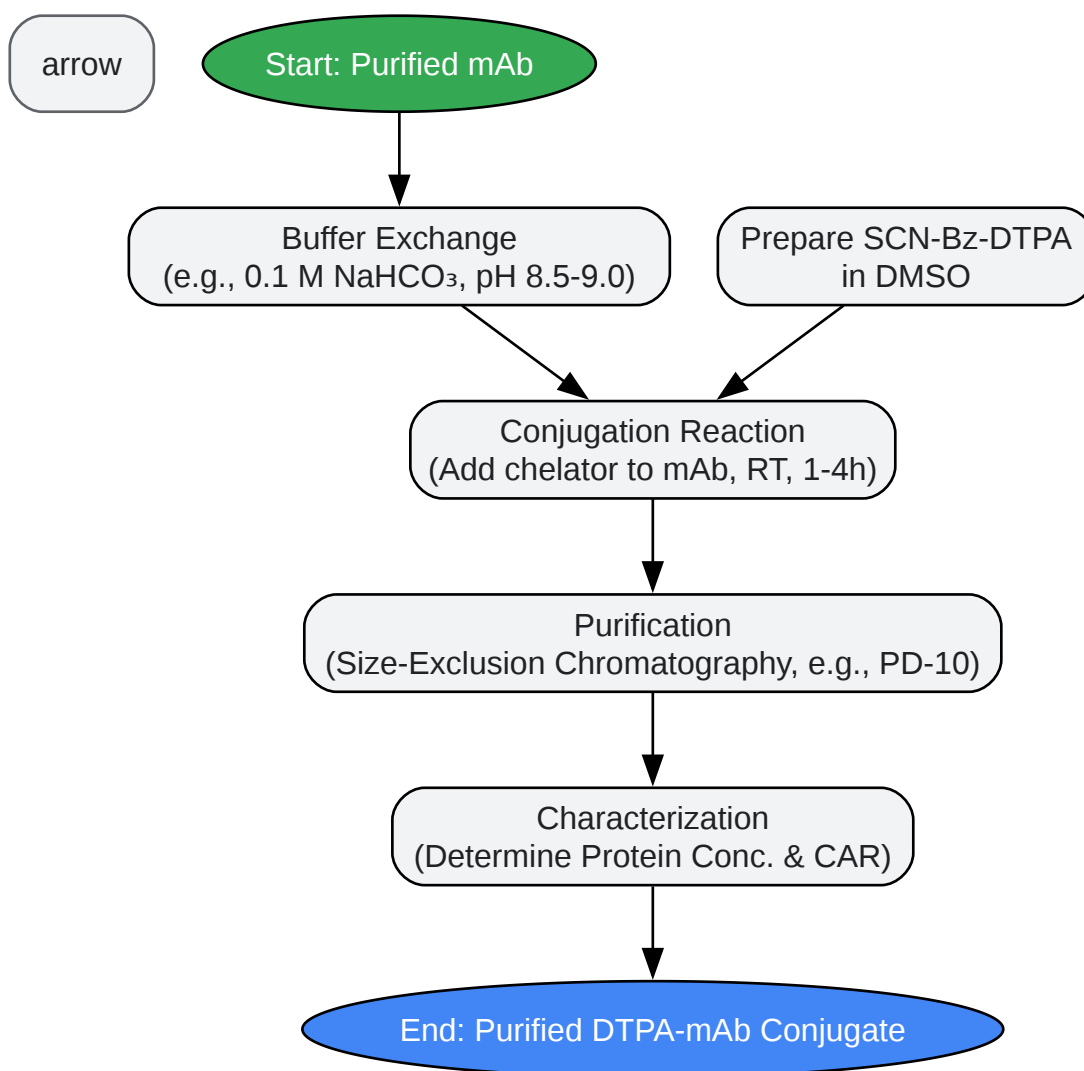 arrow
Start: Purified mAb
Buffer Exchange
(e.g., 0.1 M NaHCO₃, pH 8.5-9.0)
Prepare SCN-Bz-DTPA
in DMSO
Conjugation Reaction
(Add chelator to mAb, RT, 1-4h)
Purification
(Size-Exclusion Chromatography, e.g., PD-10)
Characterization
(Determine Protein Conc. & CAR)
End: Purified DTPA-mAb Conjugate